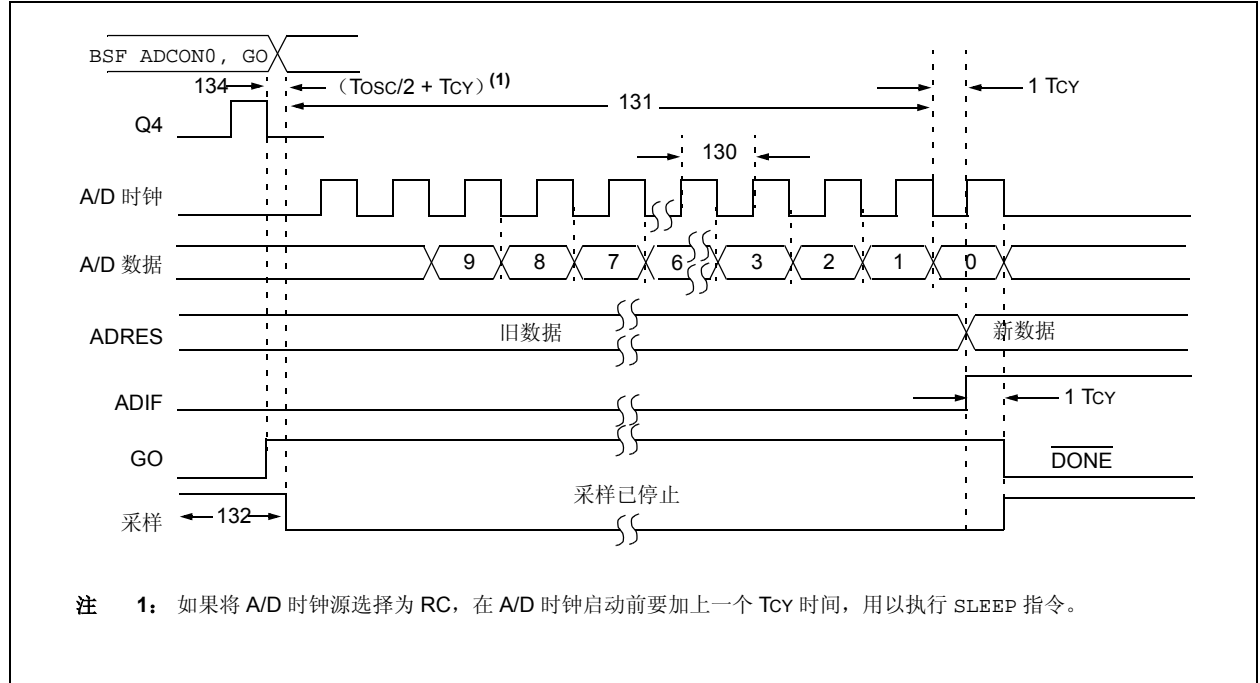 BSF ADCON0, GO
134 （TOSC/2 + TCY）(1) 131 1 TCY
Q4
130
A/D 时钟
A/D 数据 9 8 7 6 3 2 1 0
ADRES 旧数据 新数据
ADIF 1 TCY
GO DONE
采样已停止
采样 132
注 1： 如果将 A/D 时钟源选择为 RC，在 A/D 时钟启动前要加上一个 TCY 时间，用以执行 SLEEP 指令。